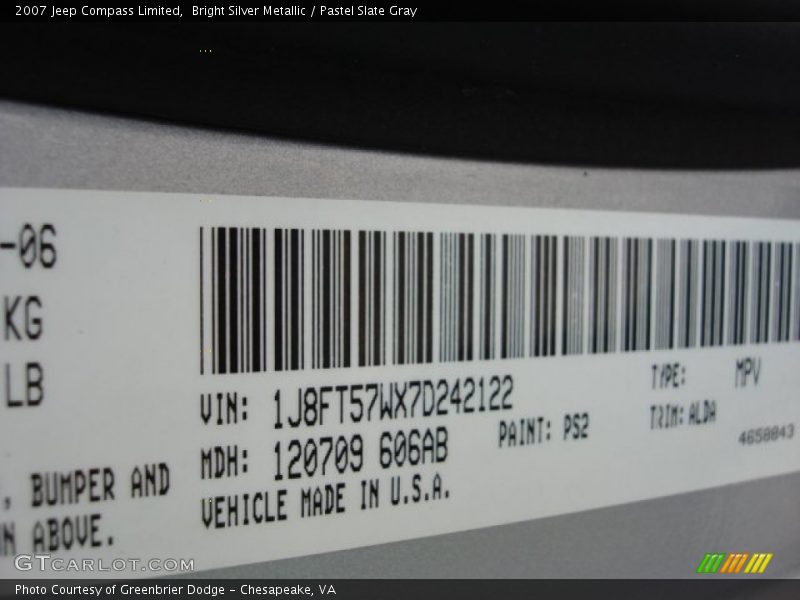 2007 Jeep Compass Limited,  Bright Silver Metallic / Pastel Slate Gray
-06
KG
LB
, BUMPER AND
N ABOVE.
VIN: 1J8FT57WX7D242122
MDH: 120709 606AB
VEHICLE MADE IN U.S.A.
PAINT: PS2
TYPE: MPV
TRIM: ALDA
4658843
GTCARLOT.COM
Photo Courtesy of Greenbrier Dodge - Chesapeake, VA